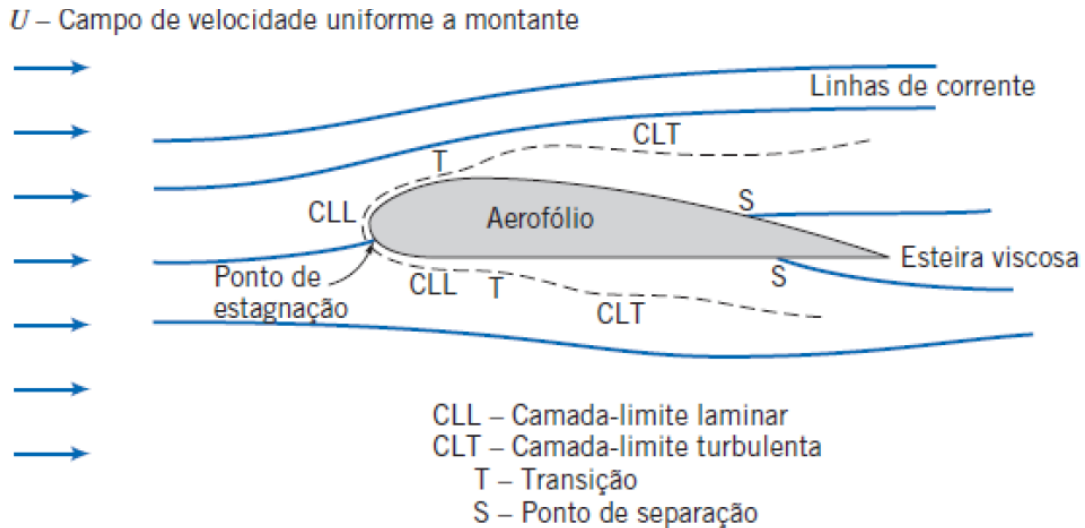 U – Campo de velocidade uniforme a montante
Linhas de corrente
CLT
T
CLL
Aerofólio
S
Ponto de
estagnação
CLL
T
CLT
S
Esteira viscosa
CLL – Camada-limite laminar
CLT – Camada-limite turbulenta
T – Transição
S – Ponto de separação